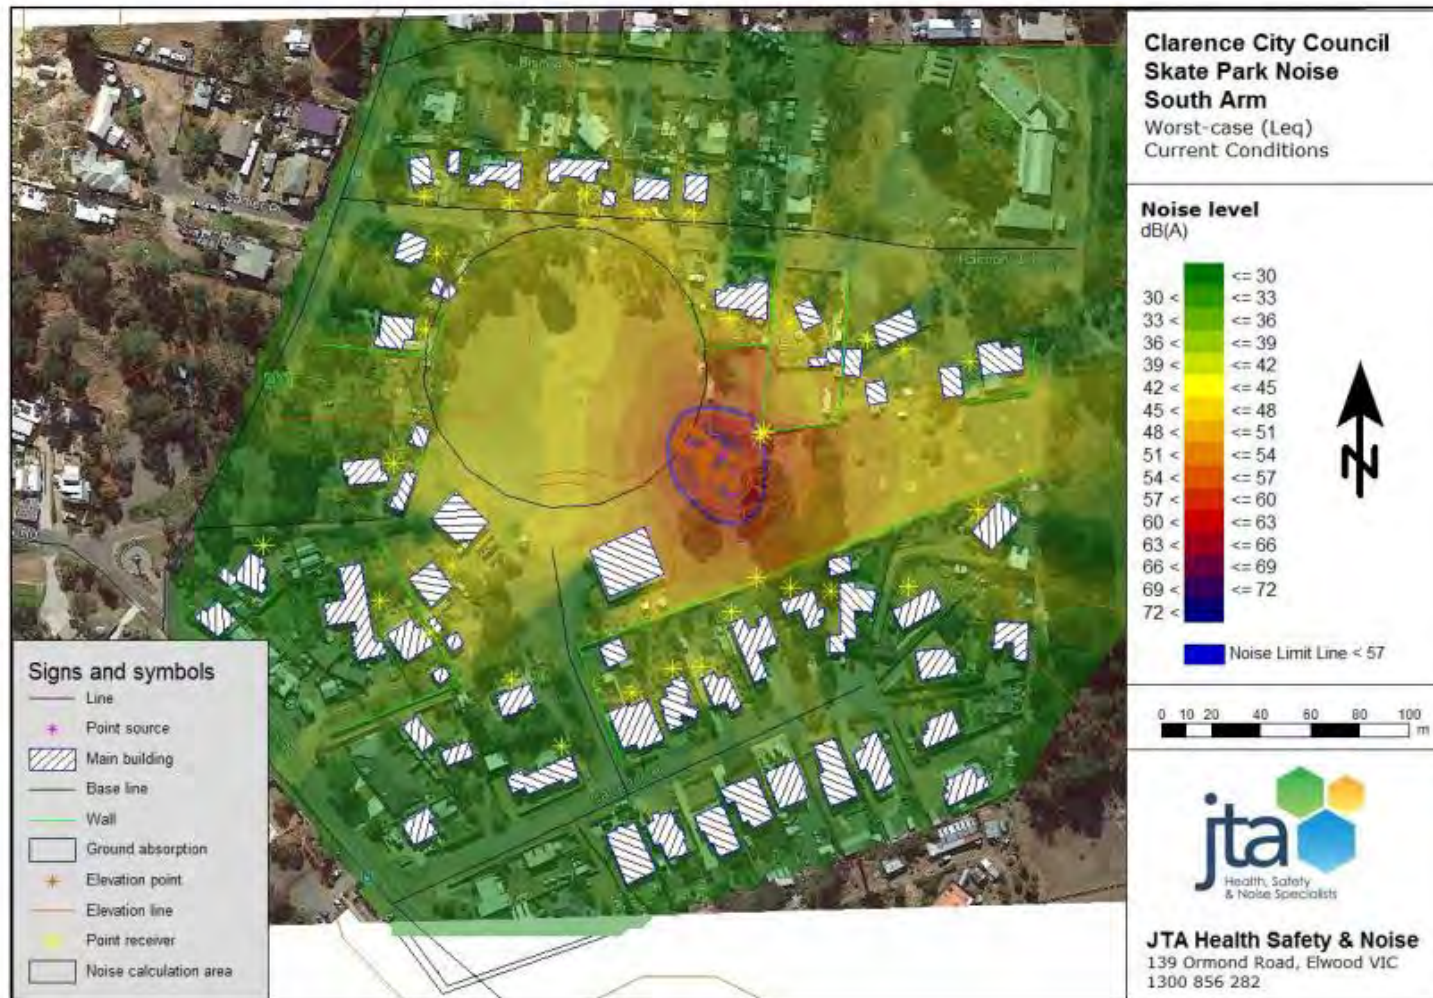 Clarence City Council
Skate Park Noise
South Arm
Worst-case (Leq)
Current Conditions
Noise level
dB(A)
<= 30
30 < <= 33
33 < <= 36
36 < <= 39
39 < <= 42
42 < <= 45
45 < <= 48
48 < <= 51
51 < <= 54
54 < <= 57
57 < <= 60
60 < <= 63
63 < <= 66
66 < <= 69
69 < <= 72
72 <
Noise Limit Line < 57
N
0 10 20 40 60 80 100
m
jta
Health, Safety
& Noise Specialists
JTA Health Safety & Noise
139 Ormond Road, Elwood VIC
1300 856 282
Signs and symbols
Line
Point source
Main building
Base line
Wall
Ground absorption
Elevation point
Elevation line
Point receiver
Noise calculation area